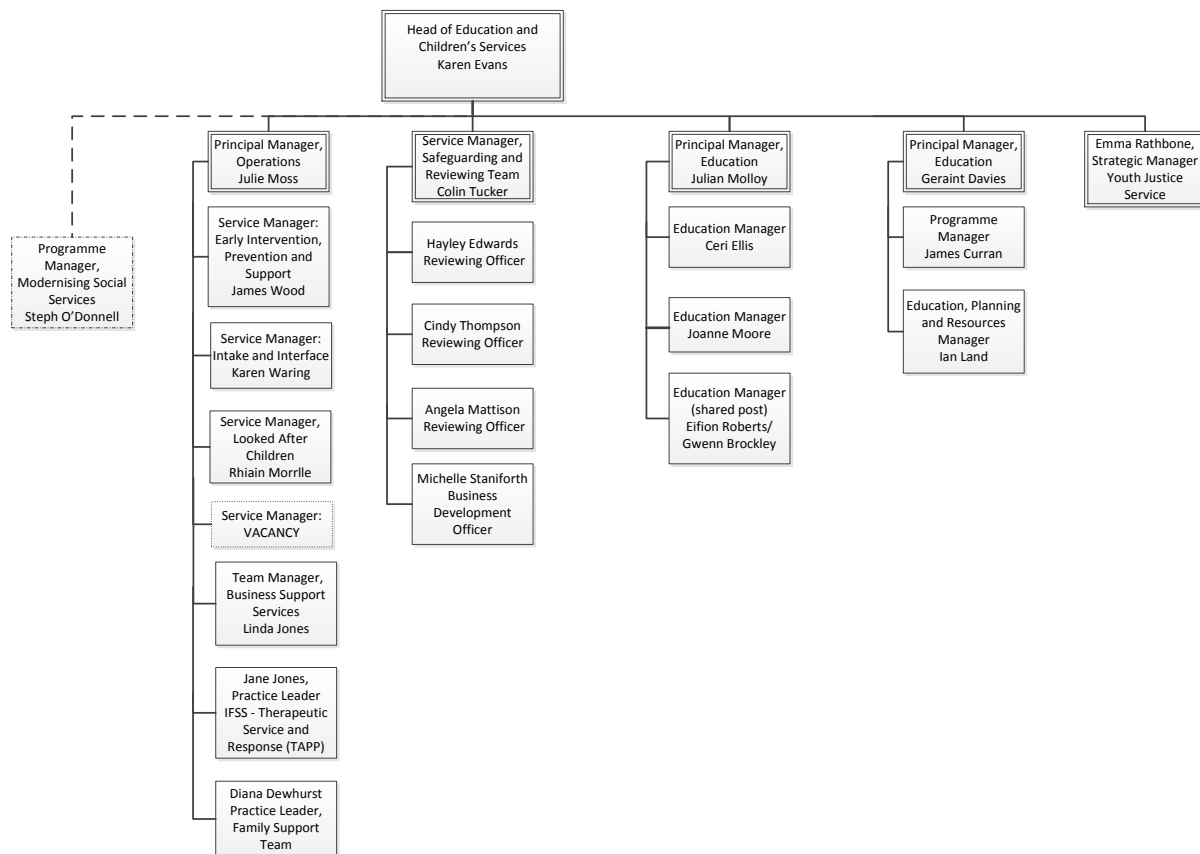 Head of Education and
Children’s Services
Karen Evans
Programme
Manager,
Modernising Social
Services
Steph O’Donnell
Principal Manager,
Operations
Julie Moss
Service Manager:
Early Intervention,
Prevention and
Support
James Wood
Service Manager:
Intake and Interface
Karen Waring
Service Manager,
Looked After
Children
Rhiain Morrlle
Service Manager:
VACANCY
Team Manager,
Business Support
Services
Linda Jones
Jane Jones,
Practice Leader
IFSS - Therapeutic
Service and
Response (TAPP)
Diana Dewhurst
Practice Leader,
Family Support
Team
Service Manager,
Safeguarding and
Reviewing Team
Colin Tucker
Hayley Edwards
Reviewing Officer
Cindy Thompson
Reviewing Officer
Angela Mattison
Reviewing Officer
Michelle Staniforth
Business
Development
Officer
Principal Manager,
Education
Julian Molloy
Education Manager
Ceri Ellis
Education Manager
Joanne Moore
Education Manager
(shared post)
Eifion Roberts/
Gwenn Brockley
Principal Manager,
Education
Geraint Davies
Programme
Manager
James Curran
Education, Planning
and Resources
Manager
Ian Land
Emma Rathbone,
Strategic Manager
Youth Justice
Service